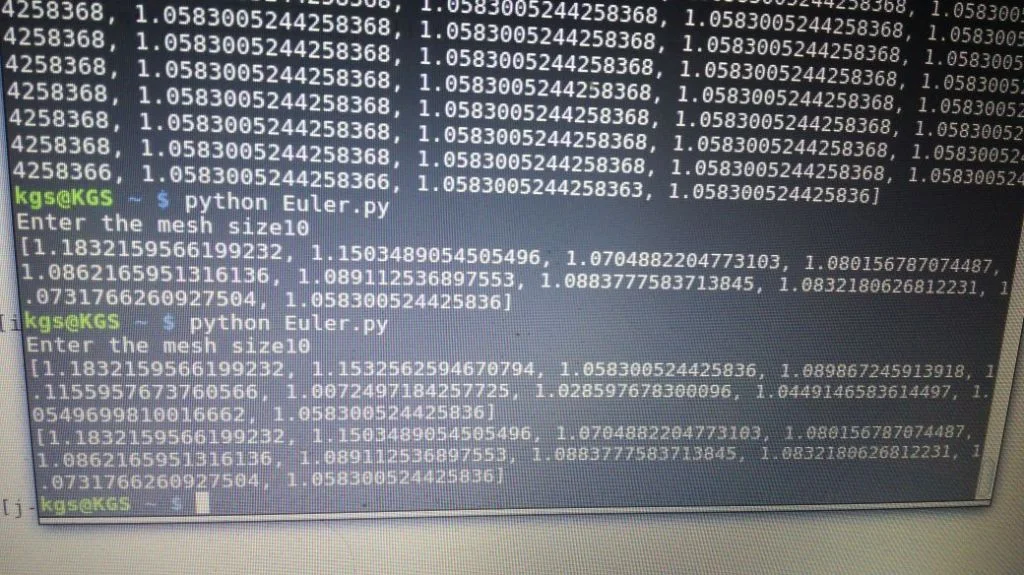 4258368, 1.0583005244258368, 1.0583005244258368, 1.0583005244258368, 1.058300
4258368, 1.0583005244258368, 1.0583005244258368, 1.0583005244258368, 1.0583005
4258368, 1.0583005244258368, 1.0583005244258368, 1.0583005244258368, 1.0583005
4258368, 1.0583005244258368, 1.0583005244258368, 1.0583005244258368, 1.05830052
4258368, 1.0583005244258368, 1.0583005244258368, 1.0583005244258368, 1.05830052
4258368, 1.0583005244258368, 1.0583005244258368, 1.0583005244258368, 1.058300524
4258366, 1.0583005244258366, 1.0583005244258363, 1.058300524425836]
kgs@KGS ~ $ python Euler.py
Enter the mesh size10
[1.1832159566199232, 1.1503489054505496, 1.0704882204773103, 1.080156787074487,
1.0862165951316136, 1.089112536897553, 1.0883777583713845, 1.0832180626812231, 1
.0731766260927504, 1.058300524425836]
kgs@KGS ~ $ python Euler.py
Enter the mesh size10
[1.1832159566199232, 1.1532562594670794, 1.058300524425836, 1.089867245913918, 1
.1155957673760566, 1.0072497184257725, 1.028597678300096, 1.0449146583614497, 1.
05499699810016662, 1.058300524425836]
[1.1832159566199232, 1.1503489054505496, 1.0704882204773103, 1.080156787074487,
1.0862165951316136, 1.089112536897553, 1.0883777583713845, 1.0832180626812231, 1
.0731766260927504, 1.058300524425836]
kgs@KGS ~ $
[i
[j-